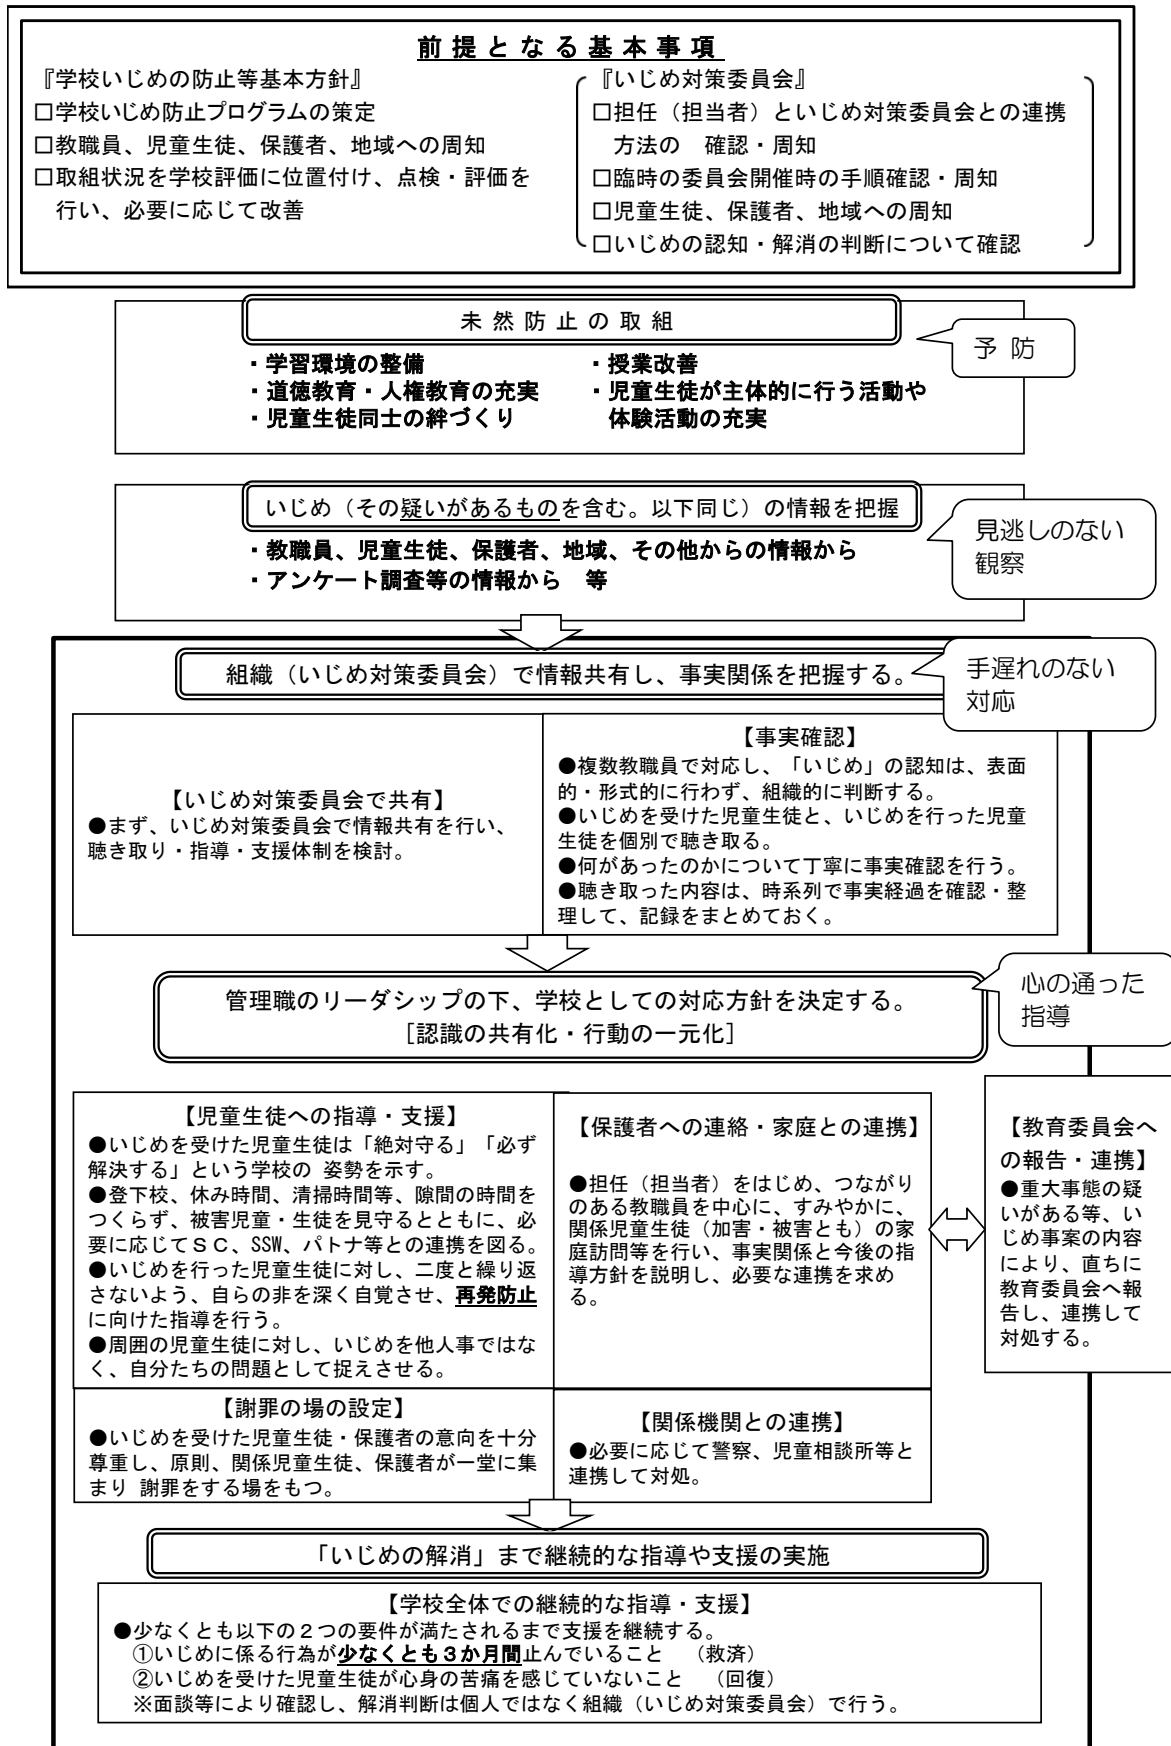 前提となる基本事項
『学校いじめの防止等基本方針』
□学校いじめ防止プログラムの策定
□教職員、児童生徒、保護者、地域への周知
□取組状況を学校評価に位置付け、点検・評価を
行い、必要に応じて改善
『いじめ対策委員会』
□担任（担当者）といじめ対策委員会との連携
方法の　確認・周知
□臨時の委員会開催時の手順確認・周知
□児童生徒、保護者、地域への周知
□いじめの認知・解消の判断について確認
未然防止の取組
予防
・学習環境の整備
・道徳教育・人権教育の充実
・児童生徒同士の絆づくり
・授業改善
・児童生徒が主体的に行う活動や
体験活動の充実
いじめ（その疑いがあるものを含む。以下同じ）の情報を把握
見逃しのない
観察
・教職員、児童生徒、保護者、地域、その他からの情報から
・アンケート調査等の情報から　等
組織（いじめ対策委員会）で情報共有し、事実関係を把握する。
手遅れのない
対応
【いじめ対策委員会で共有】
●まず、いじめ対策委員会で情報共有を行い、
聴き取り・指導・支援体制を検討。
【事実確認】
●複数教職員で対応し、「いじめ」の認知は、表面
的・形式的に行わず、組織的に判断する。
●いじめを受けた児童生徒と、いじめを行った児童
生徒を個別で聴き取る。
●何があったのかについて丁寧に事実確認を行う。
●聴き取った内容は、時系列で事実経過を確認・整
理して、記録をまとめておく。
管理職のリーダシップの下、学校としての対応方針を決定する。
［認識の共有化・行動の一元化］
心の通った
指導
【児童生徒への指導・支援】
●いじめを受けた児童生徒は「絶対守る」「必ず
解決する」という学校の 姿勢を示す。
●登下校、休み時間、清掃時間等、隙間の時間を
つくらず、被害児童・生徒を見守るとともに、必
要に応じてＳＣ、SSW、パトナ等との連携を図る。
●いじめを行った児童生徒に対し、二度と繰り返
さないよう、自らの非を深く自覚させ、再発防止
に向けた指導を行う。
●周囲の児童生徒に対し、いじめを他人事ではな
く、自分たちの問題として捉えさせる。
【保護者への連絡・家庭との連携】
●担任（担当者）をはじめ、つながり
のある教職員を中心に、すみやかに、
関係児童生徒（加害・被害とも）の家
庭訪問等を行い、事実関係と今後の指
導方針を説明し、必要な連携を求め
る。
【教育委員会へ
の報告・連携】
●重大事態の疑
いがある等、い
じめ事案の内容
により、直ちに
教育委員会へ報
告し、連携して
対処する。
【謝罪の場の設定】
●いじめを受けた児童生徒・保護者の意向を十分
尊重し、原則、関係児童生徒、保護者が一堂に集
まり 謝罪をする場をもつ。
【関係機関との連携】
●必要に応じて警察、児童相談所等と
連携して対処。
「いじめの解消」まで継続的な指導や支援の実施
【学校全体での継続的な指導・支援】
●少なくとも以下の２つの要件が満たされるまで支援を継続する。
①いじめに係る行為が少なくとも３か月間止んでいること　（救済）
②いじめを受けた児童生徒が心身の苦痛を感じていないこと　（回復）
※面談等により確認し、解消判断は個人ではなく組織（いじめ対策委員会）で行う。